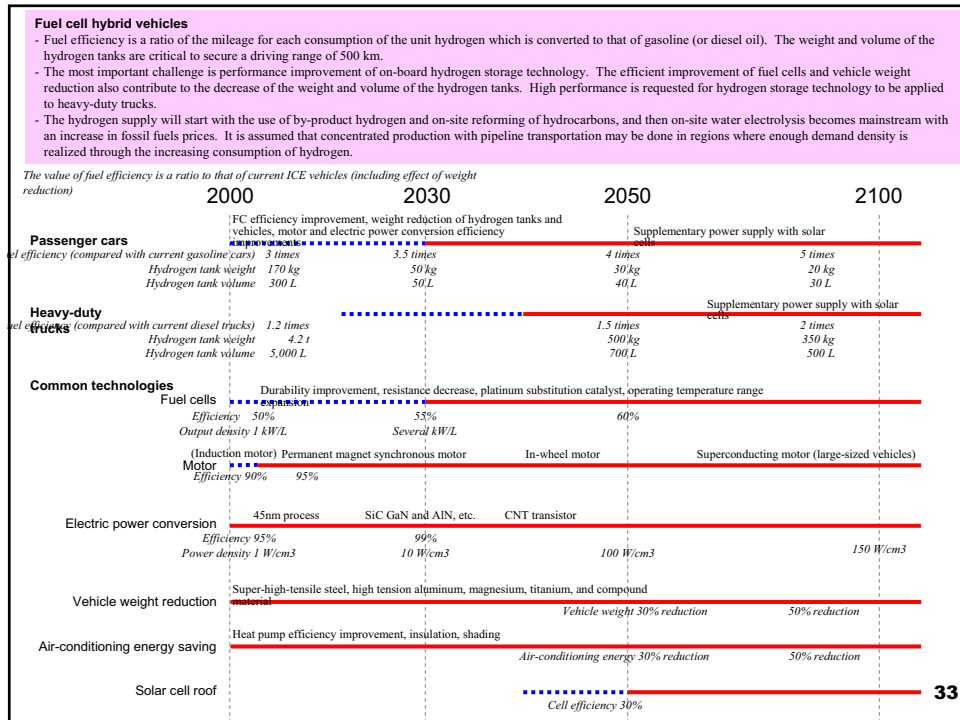 Fuel cell hybrid vehicles
- Fuel efficiency is a ratio of the mileage for each consumption of the unit hydrogen which is converted to that of gasoline (or diesel oil). The weight and volume of the
hydrogen tanks are critical to secure a driving range of 500 km.
- The most important challenge is performance improvement of on-board hydrogen storage technology. The efficient improvement of fuel cells and vehicle weight
reduction also contribute to the decrease of the weight and volume of the hydrogen tanks. High performance is requested for hydrogen storage technology to be applied
to heavy-duty trucks.
- The hydrogen supply will start with the use of by-product hydrogen and on-site reforming of hydrocarbons, and then on-site water electrolysis becomes mainstream with
an increase in fossil fuels prices. It is assumed that concentrated production with pipeline transportation may be done in regions where enough demand density is
realized through the increasing consumption of hydrogen.
The value of fuel efficiency is a ratio to that of current ICE vehicles (including effect of weight
reduction)
2000 2030 2050 2100
FC efficiency improvement, weight reduction of hydrogen tanks and
vehicles, motor and electric power conversion efficiency
improvements
Supplementary power supply with solar
cells
Passenger cars
el efficiency (compared with current gasoline cars) 3 times 3.5 times 4 times 5 times
Hydrogen tank weight 170 kg 50 kg 30 kg 20 kg
Hydrogen tank volume 300 L 50 L 40 L 30 L
Supplementary power supply with solar
cells
Heavy-duty
trucks
uel efficiency (compared with current diesel trucks) 1.2 times 1.5 times 2 times
Hydrogen tank weight 4.2 t 500 kg 350 kg
Hydrogen tank volume 5,000 L 700 L 500 L
Common technologies
Durability improvement, resistance decrease, platinum substitution catalyst, operating temperature range
expansion
Fuel cells
Efficiency 50% 55% 60%
Output density 1 kW/L Several kW/L
(Induction motor) Permanent magnet synchronous motor In-wheel motor Superconducting motor (large-sized vehicles)
Motor
Efficiency 90% 95%
45nm process SiC GaN and AlN, etc. CNT transistor
Electric power conversion
Efficiency 95% 99%
Power density 1 W/cm3 10 W/cm3 100 W/cm3 150 W/cm3
Super-high-tensile steel, high tension aluminum, magnesium, titanium, and compound
material
Vehicle weight reduction
Vehicle weight 30% reduction 50% reduction
Heat pump efficiency improvement, insulation, shading
Air-conditioning energy saving
Air-conditioning energy 30% reduction 50% reduction
Solar cell roof
Cell efficiency 30%
33